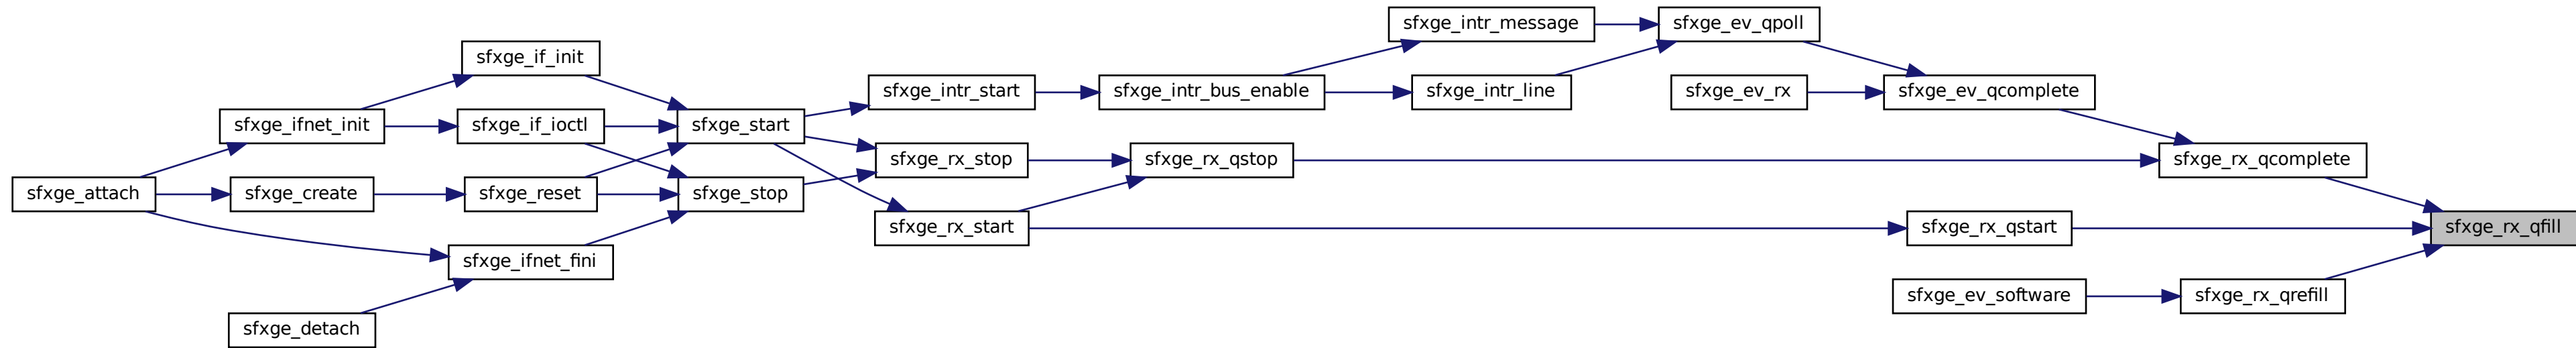 sfxge_intr_message
sfxge_ev_qpoll
sfxge_if_init
sfxge_intr_start
sfxge_intr_bus_enable
sfxge_intr_line
sfxge_ev_rx
sfxge_ev_qcomplete
sfxge_ifnet_init
sfxge_if_ioctl
sfxge_start
sfxge_rx_stop
sfxge_rx_qstop
sfxge_rx_qcomplete
sfxge_attach
sfxge_create
sfxge_reset
sfxge_stop
sfxge_rx_start
sfxge_rx_qstart
sfxge_rx_qfill
sfxge_ifnet_fini
sfxge_ev_software
sfxge_rx_qrefill
sfxge_detach